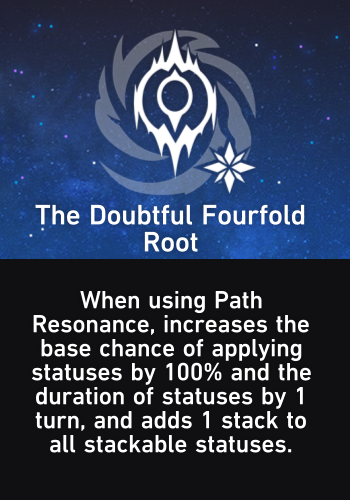 The Doubtful Fourfold
Root
When using Path
Resonance, increases the
base chance of applying
statuses by 100% and the
duration of statuses by 1
turn, and adds 1 stack to
all stackable statuses.